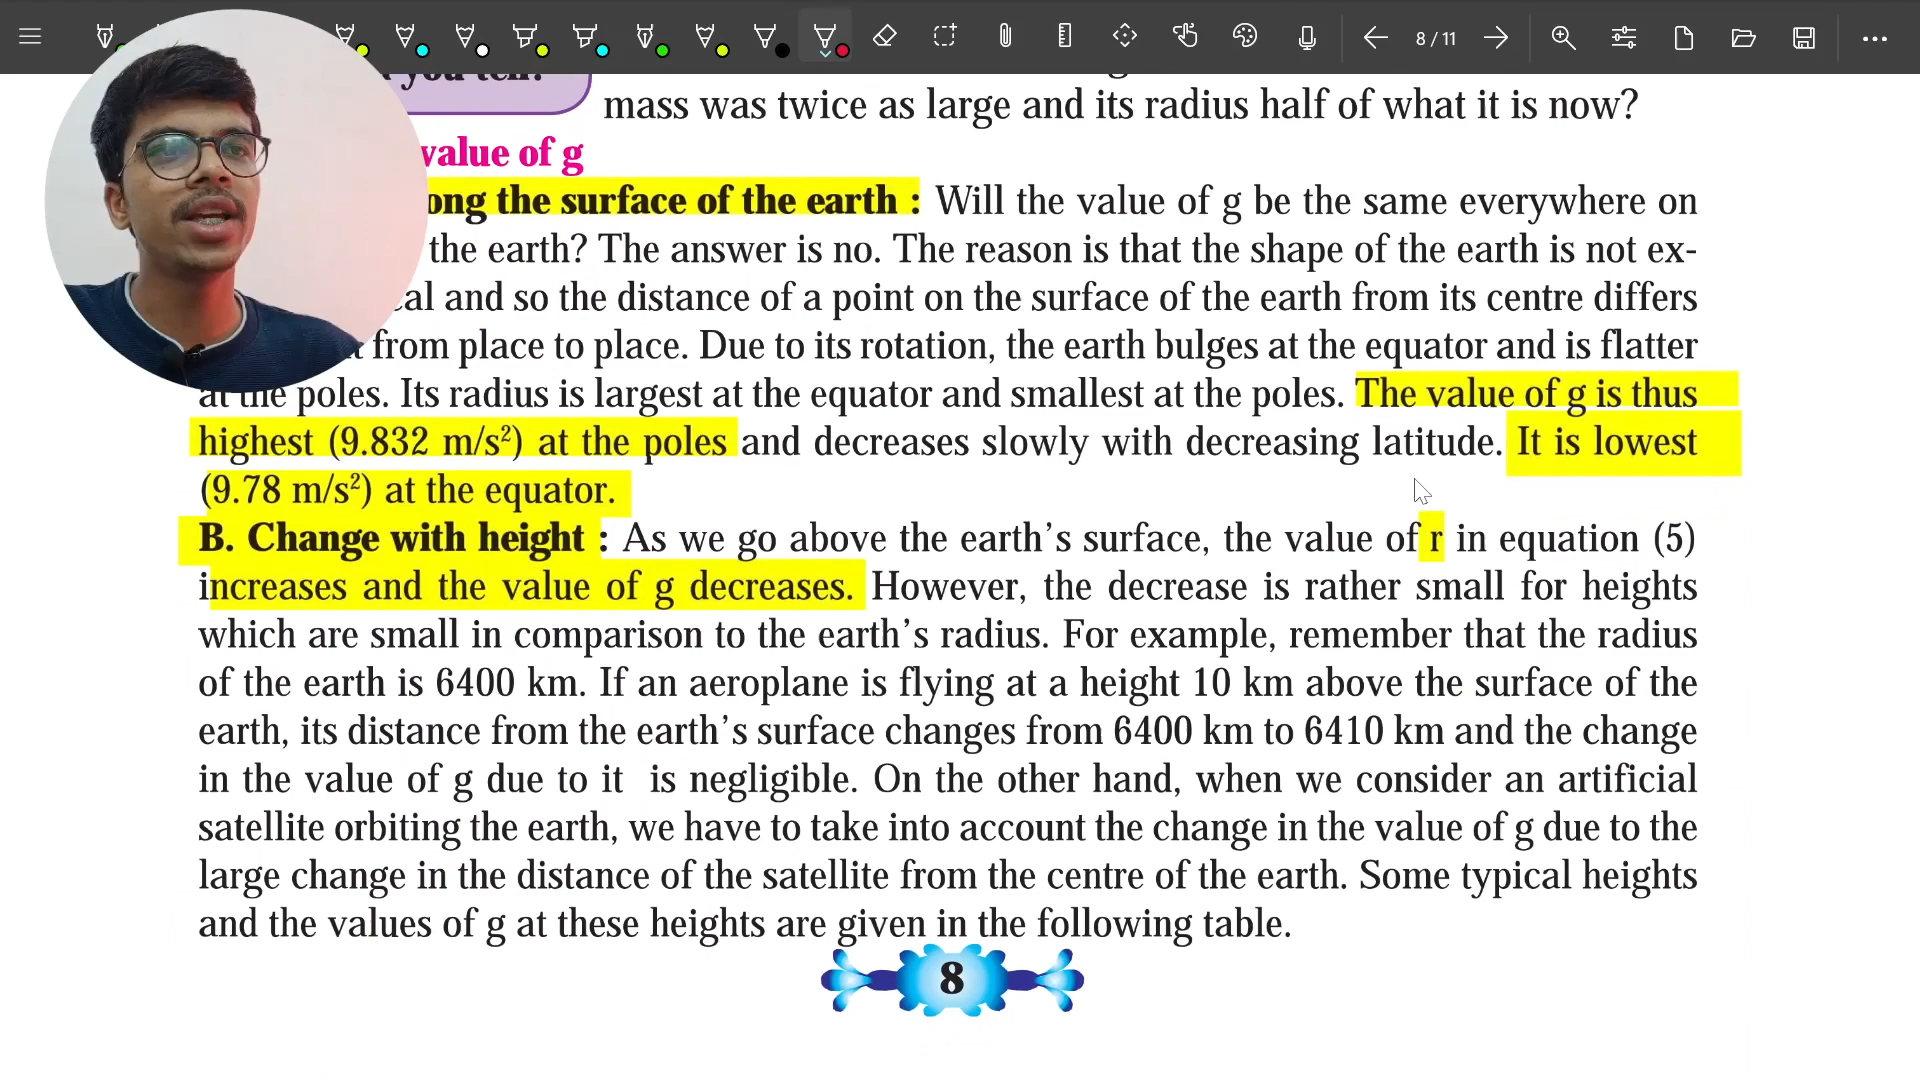 8 / 11
you tell?
mass was twice as large and its radius half of what it is now?
value of g
ong the surface of the earth : Will the value of g be the same everywhere on
the earth? The answer is no. The reason is that the shape of the earth is not ex-
cal and so the distance of a point on the surface of the earth from its centre differs
from place to place. Due to its rotation, the earth bulges at the equator and is flatter
at the poles. Its radius is largest at the equator and smallest at the poles. The value of g is thus
highest (9.832 m/s²) at the poles and decreases slowly with decreasing latitude. It is lowest
(9.78 m/s²) at the equator.
B. Change with height : As we go above the earth’s surface, the value of r in equation (5)
increases and the value of g decreases. However, the decrease is rather small for heights
which are small in comparison to the earth’s radius. For example, remember that the radius
of the earth is 6400 km. If an aeroplane is flying at a height 10 km above the surface of the
earth, its distance from the earth’s surface changes from 6400 km to 6410 km and the change
in the value of g due to it is negligible. On the other hand, when we consider an artificial
satellite orbiting the earth, we have to take into account the change in the value of g due to the
large change in the distance of the satellite from the centre of the earth. Some typical heights
and the values of g at these heights are given in the following table.
8